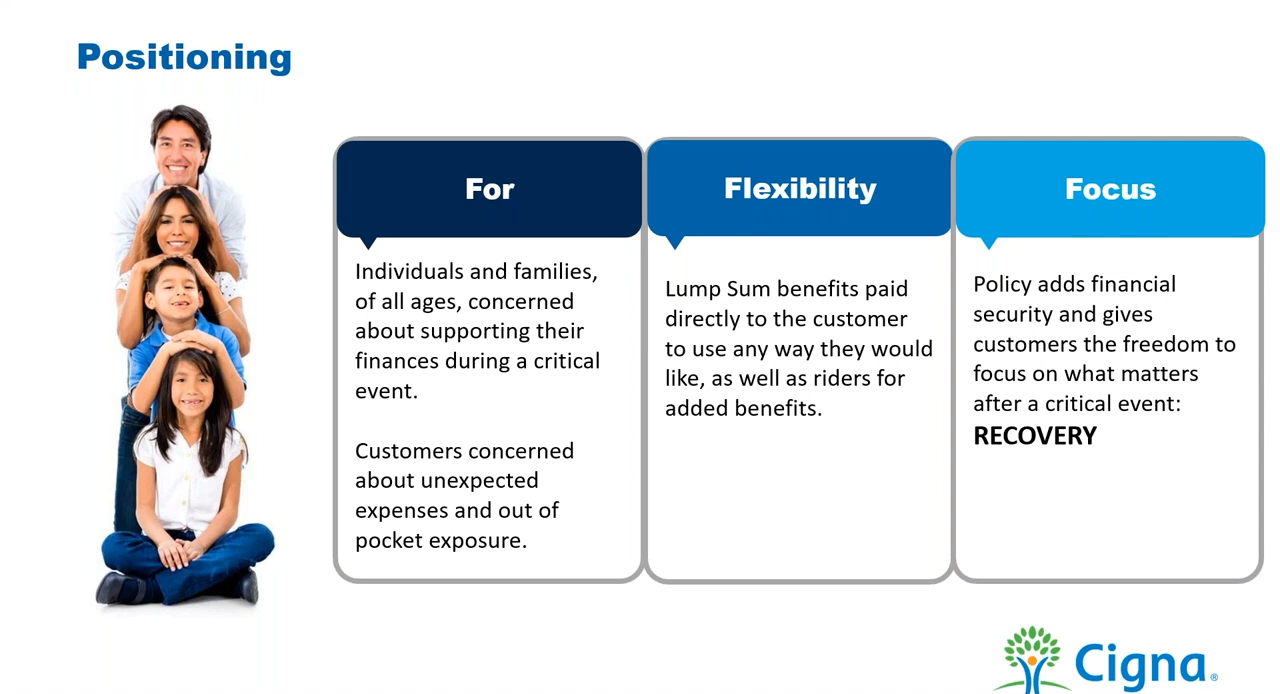 Positioning
For
Individuals and families,
of all ages, concerned
about supporting their
finances during a critical
event.
Customers concerned
about unexpected
expenses and out of
pocket exposure.
Flexibility
Lump Sum benefits paid
directly to the customer
to use any way they would
like, as well as riders for
added benefits.
Focus
Policy adds financial
security and gives
customers the freedom to
focus on what matters
after a critical event:
RECOVERY
Cigna®